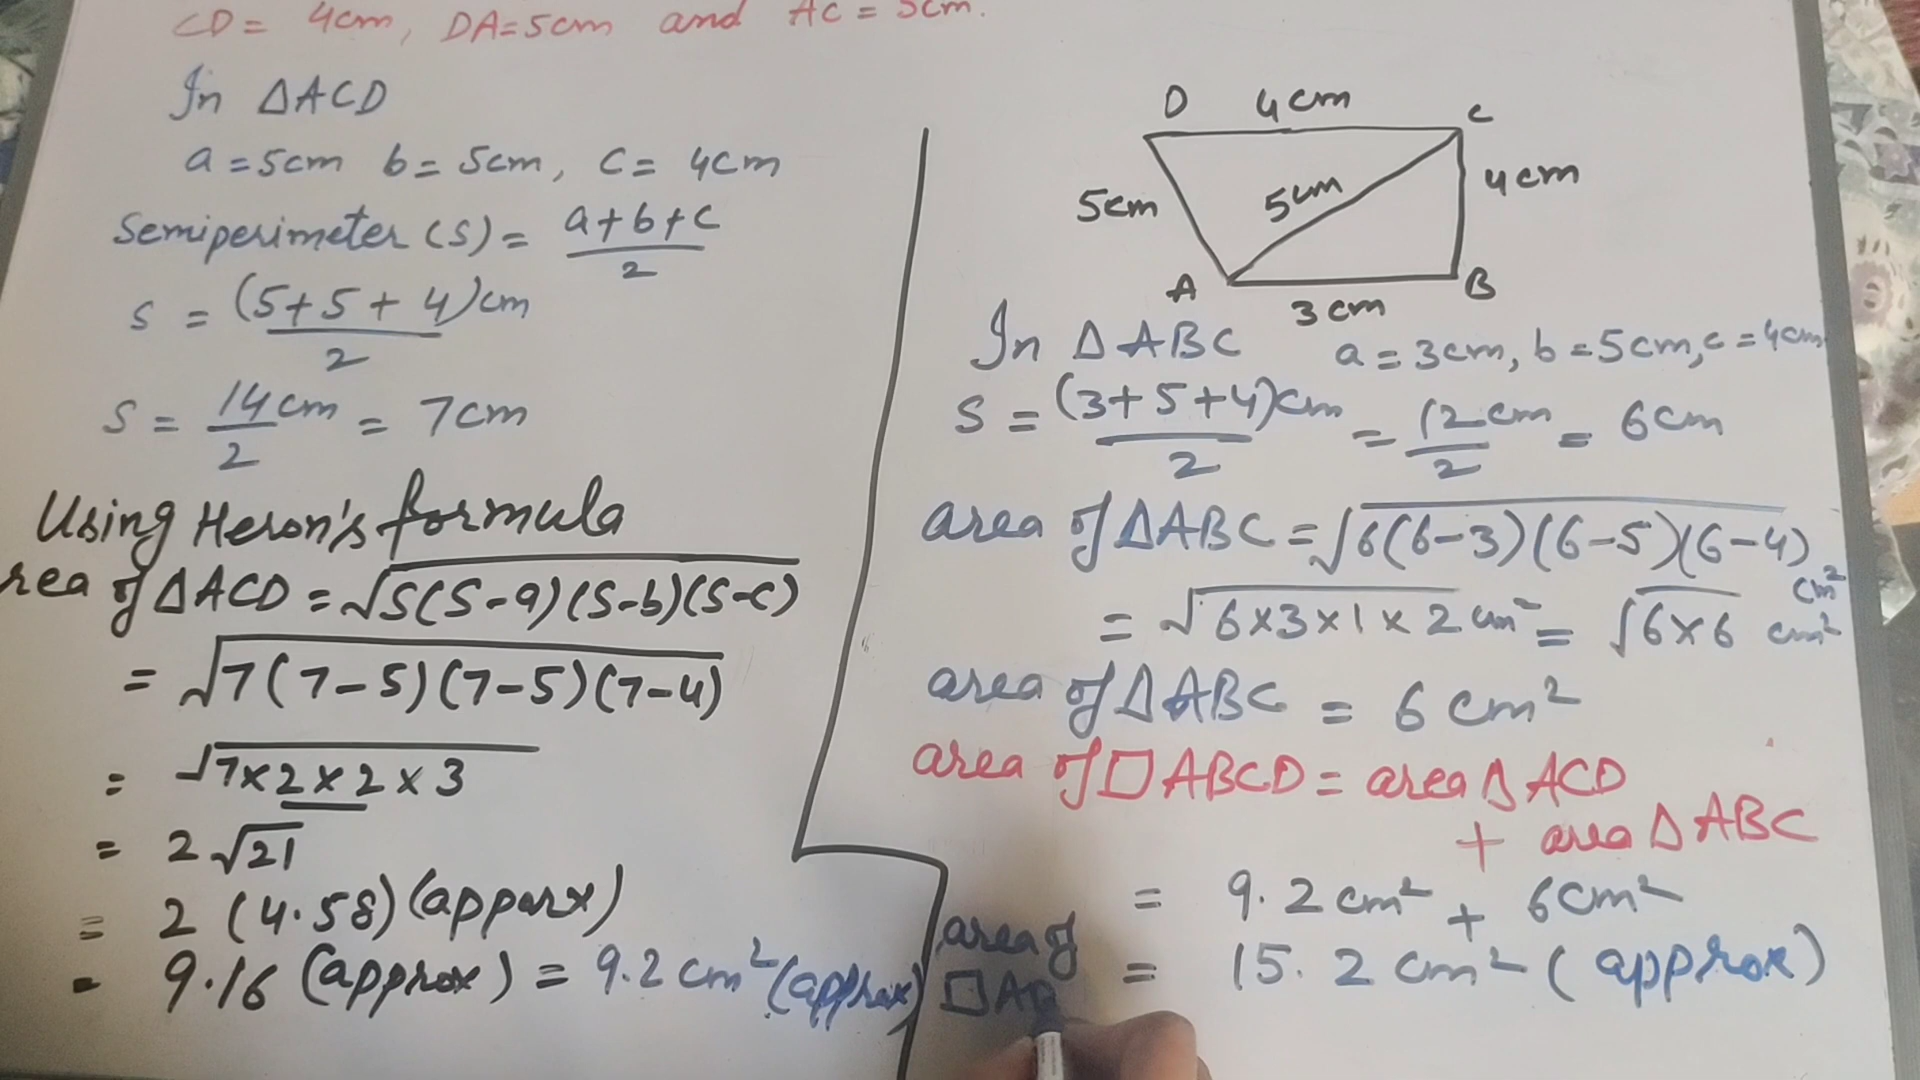 CD = 4cm, DA=5cm and AC = 5cm.
In ΔACD
a = 5cm b = 5cm, c = 4cm
Semiperimeter (s) = a+b+c
2
s = (5+5+4)cm
2
s = 14cm = 7cm
2
Using Heron's formula
rea of ΔACD = √s(s-a)(s-b)(s-c)
= √7(7-5)(7-5)(7-4)
= √7×2×2×3
= 2√21
= 2 (4.58) (apparx)
= 9.16 (approx) = 9.2 cm² (approx)
D 4cm C
5cm 5cm 4cm
A 3cm B
In ΔABC a = 3cm, b = 5cm, c = 4cm
s = (3+5+4)cm = 12cm = 6cm
2 2
area of ΔABC = √6(6-3)(6-5)(6-4)
cm²
= √6×3×1×2 cm² = √6×6 cm²
area of ΔABC = 6 cm²
area of □ABCD = area Δ ACD
+ area Δ ABC
= 9.2 cm² + 6cm²
area of
□AB = 15.2 cm² (approx)